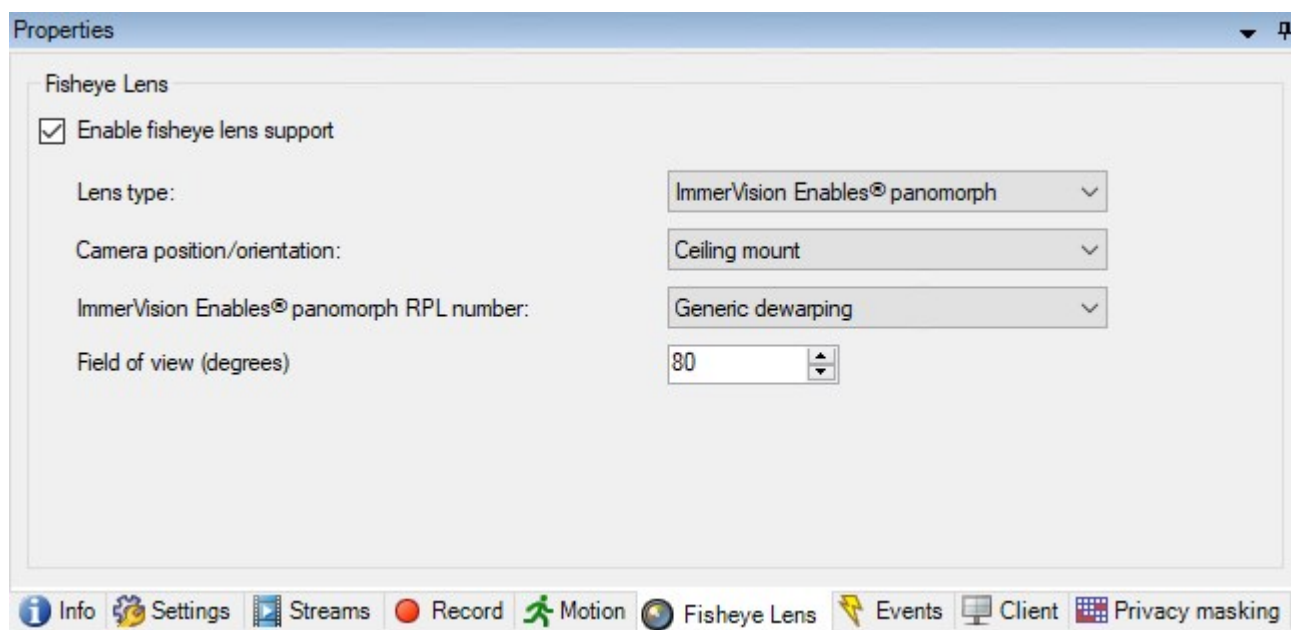 Properties
Fisheye Lens
Enable fisheye lens support
Lens type: ImmerVision Enables® panomorph
Camera position/orientation: Ceiling mount
ImmerVision Enables® panomorph RPL number: Generic dewarping
Field of view (degrees) 80
Info Settings Streams Record Motion Fisheye Lens Events Client Privacy masking